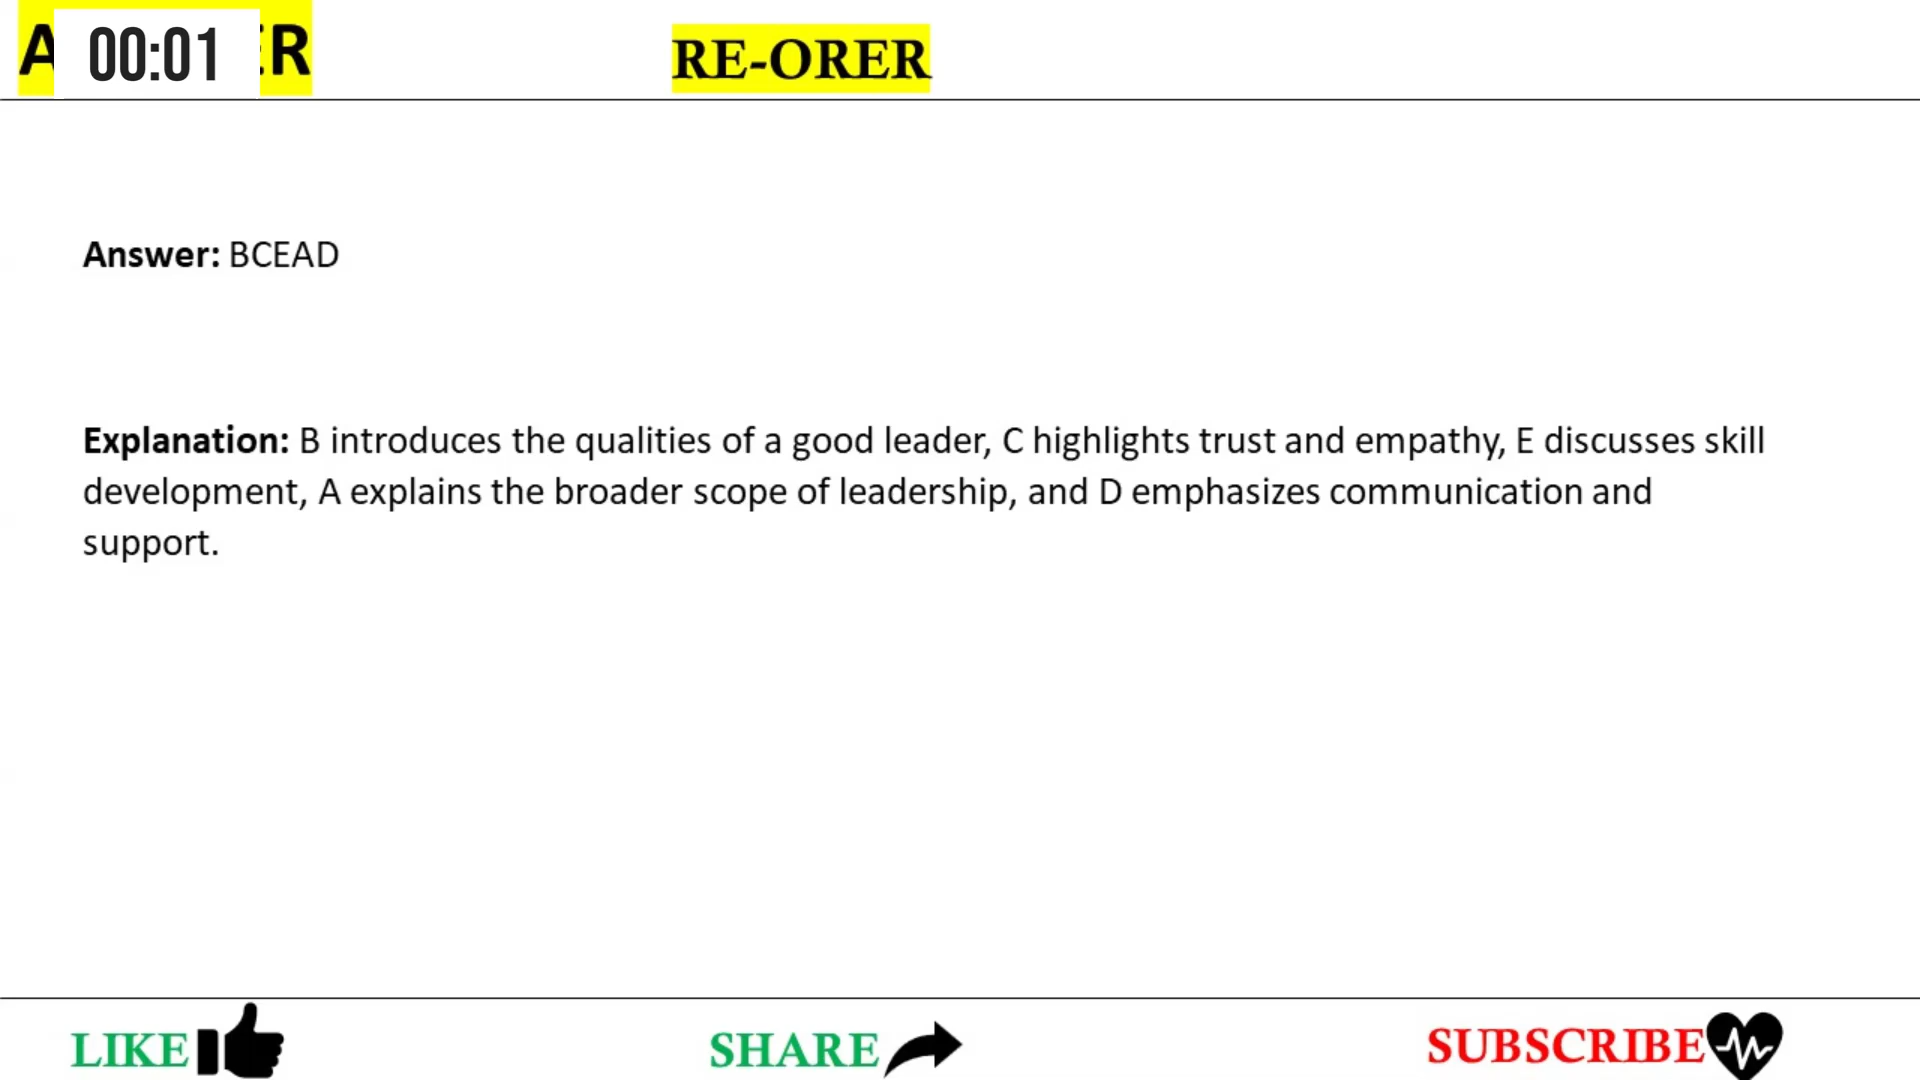 00:01
RE-ORER
Answer: BCEAD
Explanation: B introduces the qualities of a good leader, C highlights trust and empathy, E discusses skill
development, A explains the broader scope of leadership, and D emphasizes communication and
support.
LIKE
SHARE
SUBSCRIBE